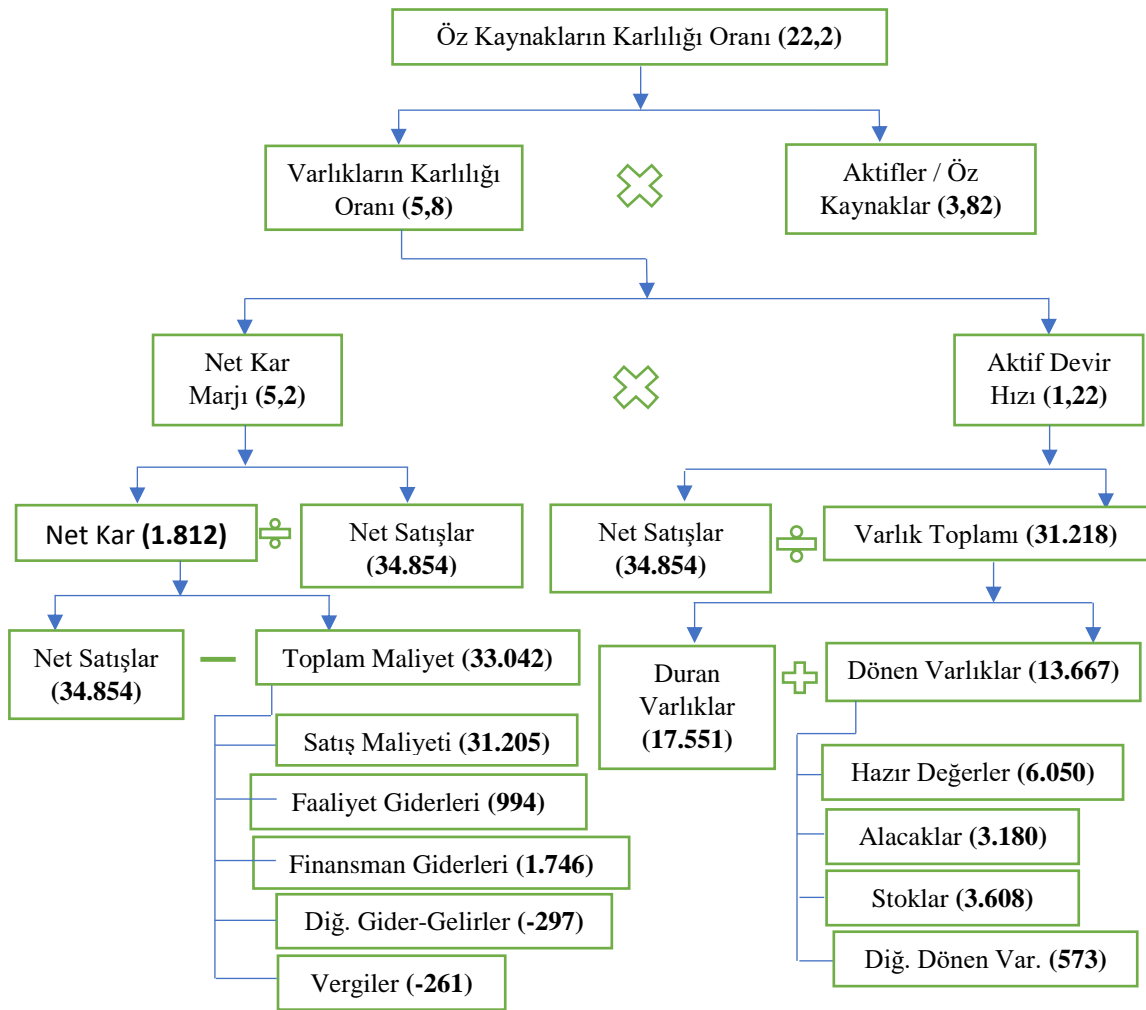 Öz Kaynakların Karlılığı Oranı (22,2)
Varlıkların Karlılığı
Oranı (5,8)
Aktifler / Öz
Kaynaklar (3,82)
Net Kar
Marjı (5,2)
Aktif Devir
Hızı (1,22)
Net Kar (1.812)
Net Satışlar
(34.854)
Net Satışlar
(34.854)
Varlık Toplamı (31.218)
Net Satışlar
(34.854)
Toplam Maliyet (33.042)
Satış Maliyeti (31.205)
Faaliyet Giderleri (994)
Finansman Giderleri (1.746)
Diğ. Gider-Gelirler (-297)
Vergiler (-261)
Duran
Varlıklar
(17.551)
Dönen Varlıklar (13.667)
Hazır Değerler (6.050)
Alacaklar (3.180)
Stoklar (3.608)
Diğ. Dönen Var. (573)